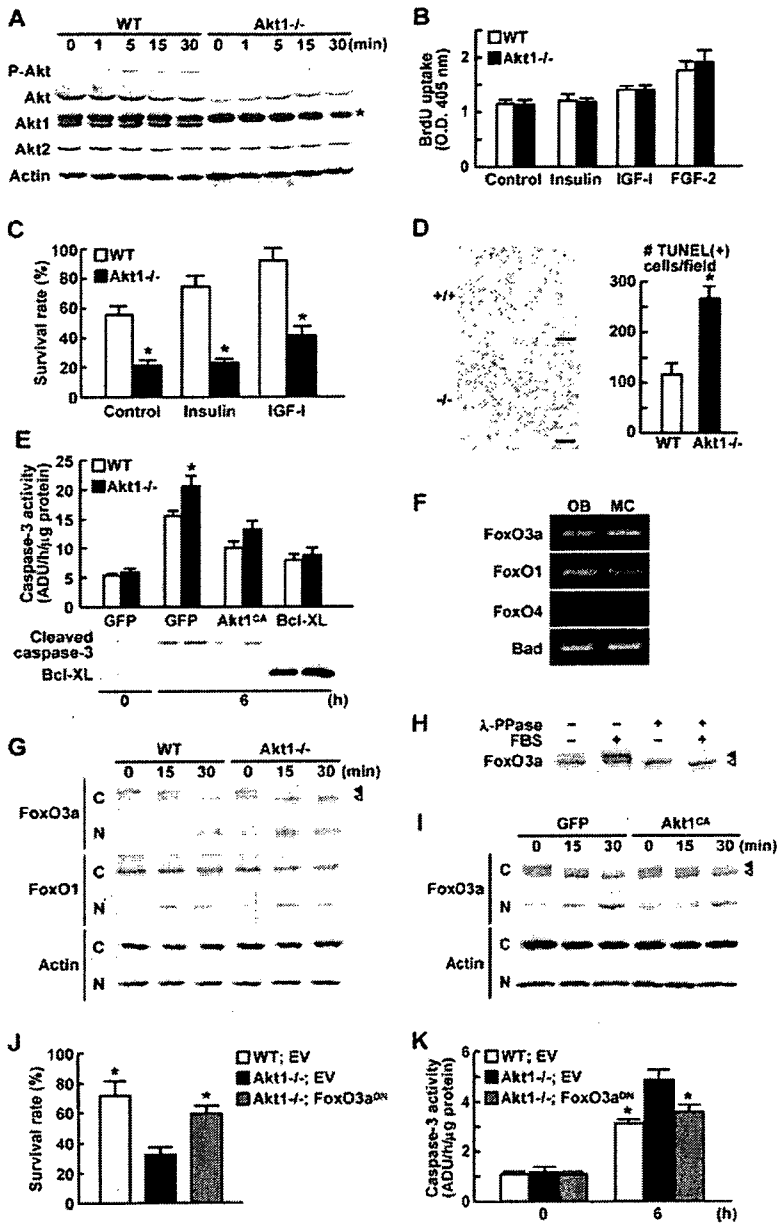 A
WT Akt1-/-
0 1 5 15 30 0 1 5 15 30 (min)
P-Akt
Akt
Akt1 *
Akt2
Actin
B
WT
Akt1-/-
BrdU uptake
(O.D. 405 nm)
2
1
0
Control Insulin IGF-I FGF-2
C
WT
Akt1-/-
Survival rate (%)
100
80
60
40
20
0
* * *
Control Insulin IGF-I
D
+/+
-/-
# TUNEL(+)
cells/field
300
200
100
0
*
WT Akt1-/-
E
WT
Akt1-/-
Caspase-3 activity
(ADU/h/μg protein)
25
20
15
10
5
0
*
GFP GFP Akt1CA Bcl-XL
Cleaved
caspase-3
Bcl-XL
0 6 (h)
F
OB MC
FoxO3a
FoxO1
FoxO4
Bad
G
WT Akt1-/-
0 15 30 0 15 30 (min)
FoxO3a
C
N
FoxO1
C
N
Actin
C
N
H
λ-PPase - - + +
FBS - + - +
FoxO3a
I
GFP Akt1CA
0 15 30 0 15 30 (min)
FoxO3a
C
N
Actin
C
N
J
WT; EV
Akt1-/-; EV
Akt1-/-; FoxO3aDN
Survival rate (%)
100
80
60
40
20
0
* *
K
WT; EV
Akt1-/-; EV
Akt1-/-; FoxO3aDN
Caspase-3 activity
(ADU/h/μg protein)
6
4
2
0
* *
0 6 (h)